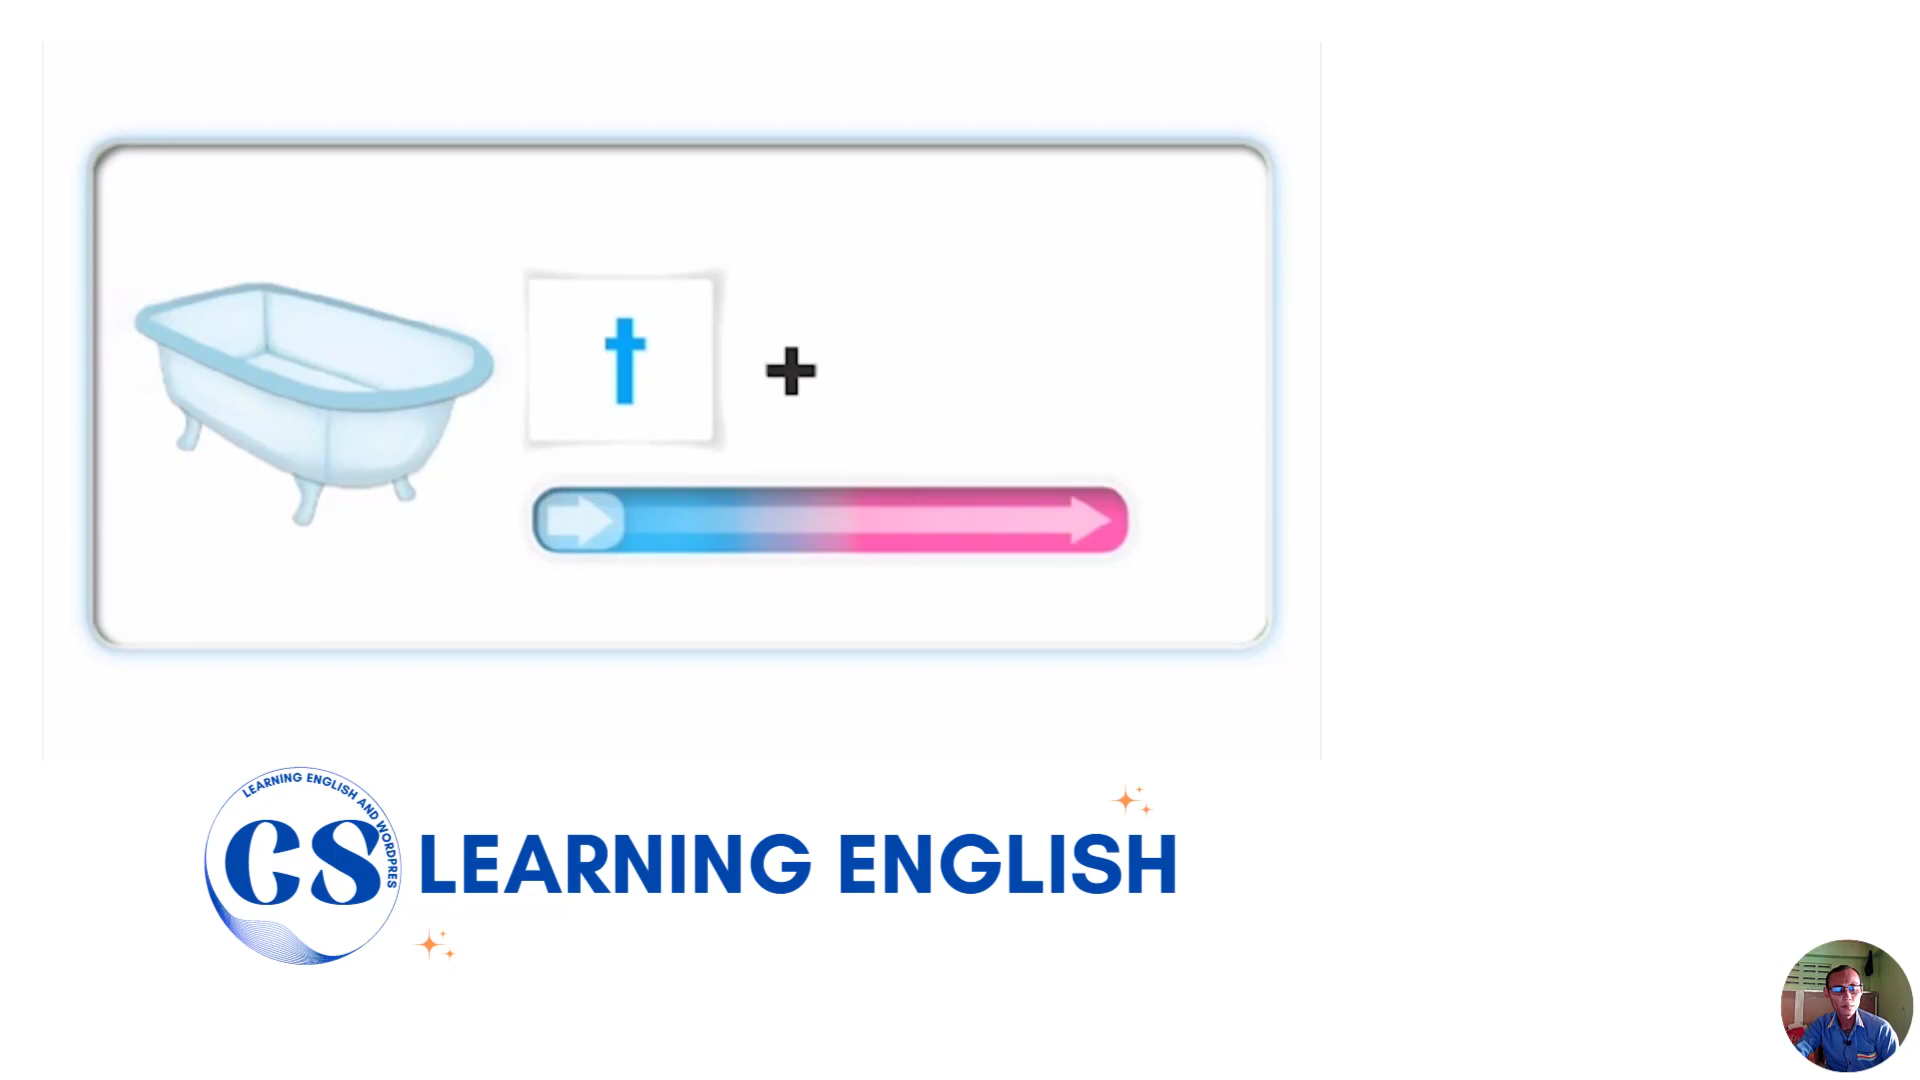 t
+
LEARNING ENGLISH AND WORDPRES
CS
LEARNING ENGLISH